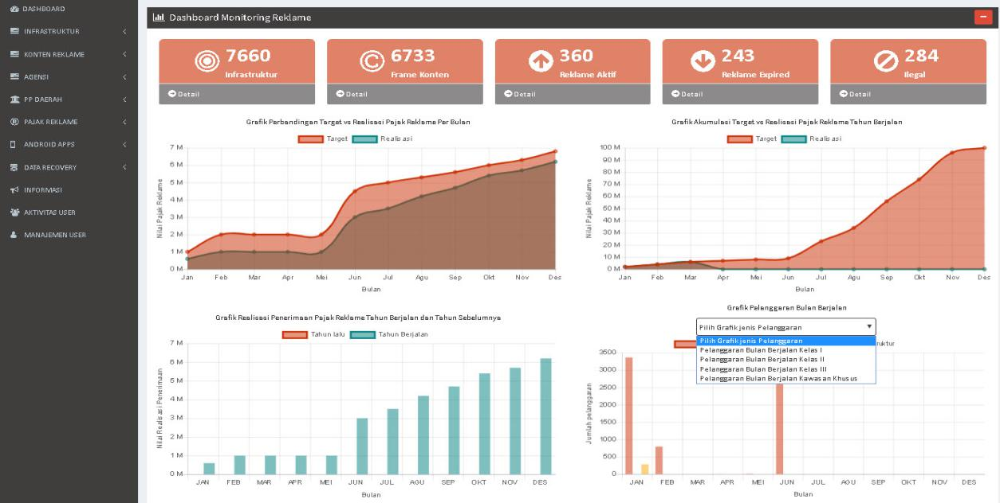 DASHBOARD
INFRASTRUKTUR
KONTEN REKLAME
AGENSI
PP DAERAH
PAJAK REKLAME
ANDROID APPS
DATA RECOVERY
INFORMASI
AKTIVITAS USER
MANAJEMEN USER
Dashboard Monitoring Reklame
7660
Infrastruktur
Detail
6733
Frame Konten
Detail
360
Reklame Aktif
Detail
243
Reklame Expired
Detail
284
Ilegal
Detail
Grafik Perbandingan Target vs Realisasi Pajak Reklame Per Bulan
Target Realisasi
Nilai Pajak Reklame
7 M
6 M
5 M
4 M
3 M
2 M
1 M
0 M
Jan Feb Mar Apr Mei Jun Jul Agu Sep Okt Nov Des
Bulan
Grafik Akumulasi Target vs Realisasi Pajak Reklame Tahun Berjalan
Target Realisasi
Nilai Pajak Reklame
100 M
90 M
80 M
70 M
60 M
50 M
40 M
30 M
20 M
10 M
0 M
Jan Feb Mar Apr Mei Jun Jul Agu Sep Okt Nov Des
Bulan
Grafik Realisasi Penerimaan Pajak Reklame Tahun Berjalan dan Tahun Sebelumnya
Tahun lalu Tahun Berjalan
Nilai Realisasi Penerimaan
7 M
6 M
5 M
4 M
3 M
2 M
1 M
0 M
JAN FEB MAR APR MEI JUN JUL AGU SEP OKT NOV DES
Bulan
Grafik Pelanggaran Bulan Berjalan
Pilih Grafik jenis Pelanggaran
Pilih Grafik jenis Pelanggaran
Pelanggaran Bulan Berjalan Kelas I
Pelanggaran Bulan Berjalan Kelas II
Pelanggaran Bulan Berjalan Kelas III
Pelanggaran Bulan Berjalan Kawasan Khusus
ruktur
Jumlah pelanggaran
3500
3000
2500
2000
1500
1000
500
0
JAN FEB MAR APR MEI JUN JUL AGU SEP OKT NOV DES
Bulan